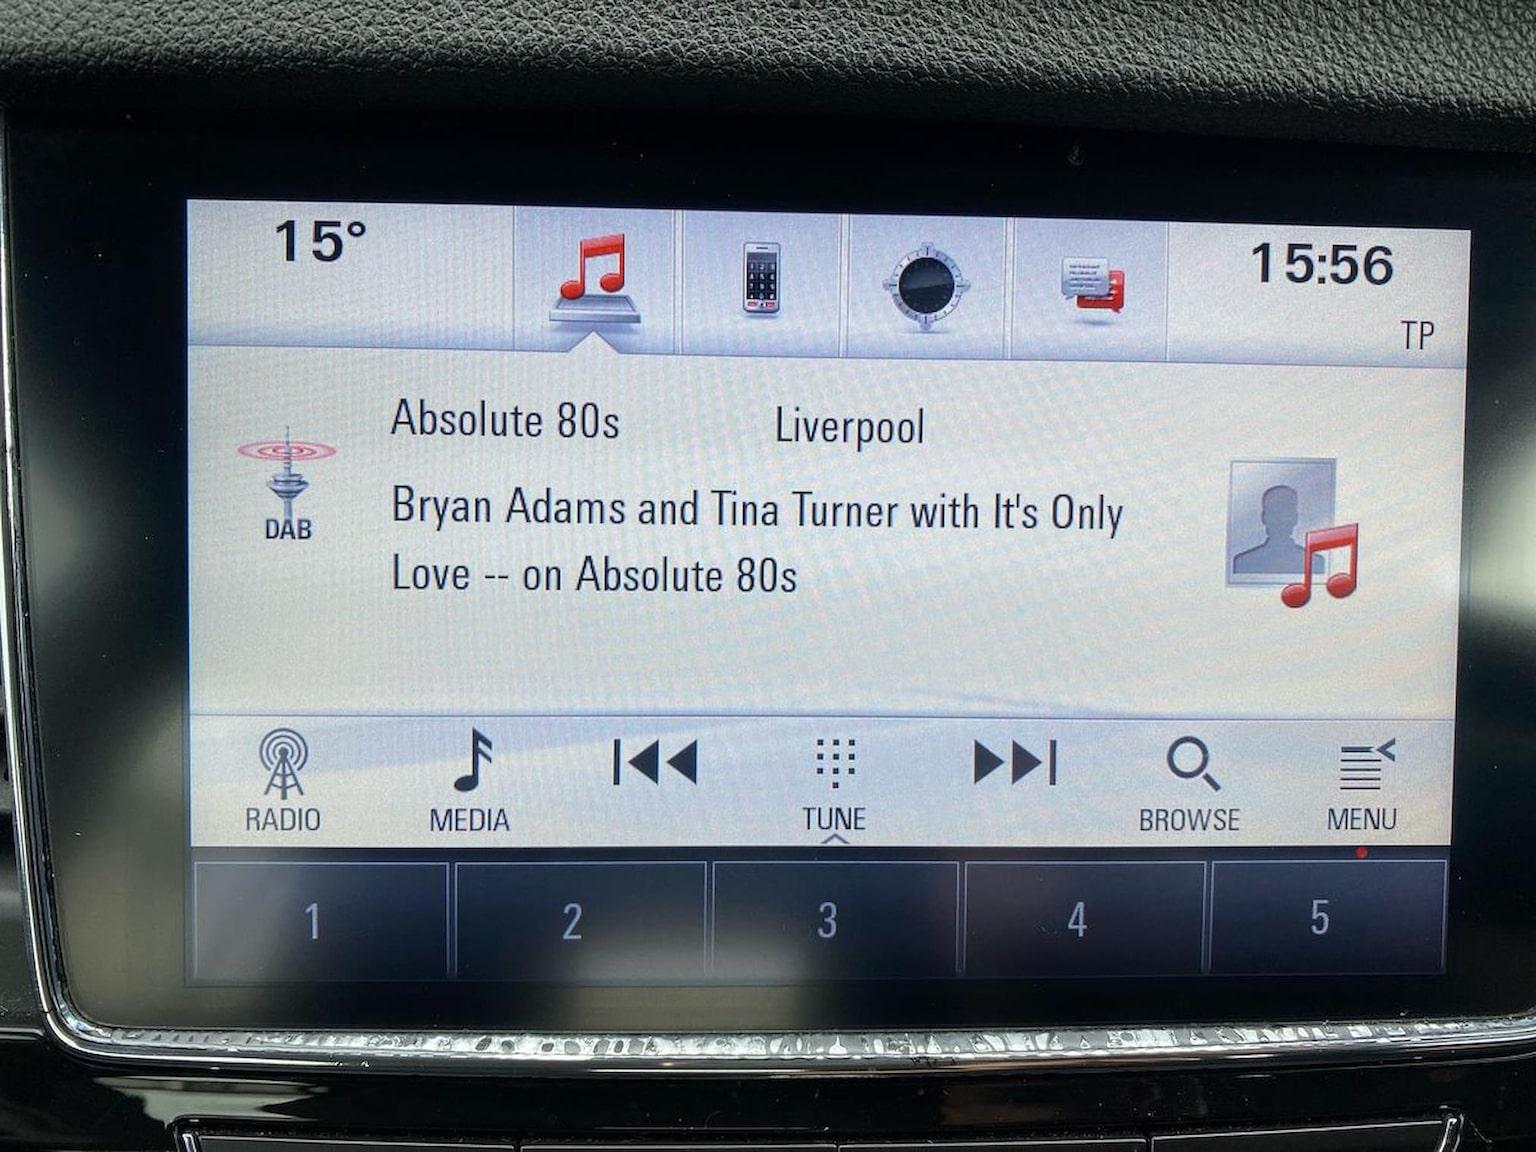 15°
15:56
TP
Absolute 80s Liverpool
DAB
Bryan Adams and Tina Turner with It's Only
Love -- on Absolute 80s
RADIO MEDIA TUNE BROWSE MENU
1 2 3 4 5